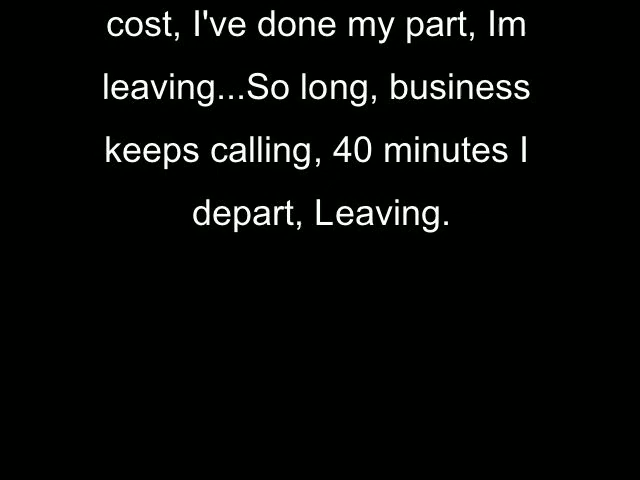 cost, I've done my part, Im
leaving...So long, business
keeps calling, 40 minutes I
depart, Leaving.